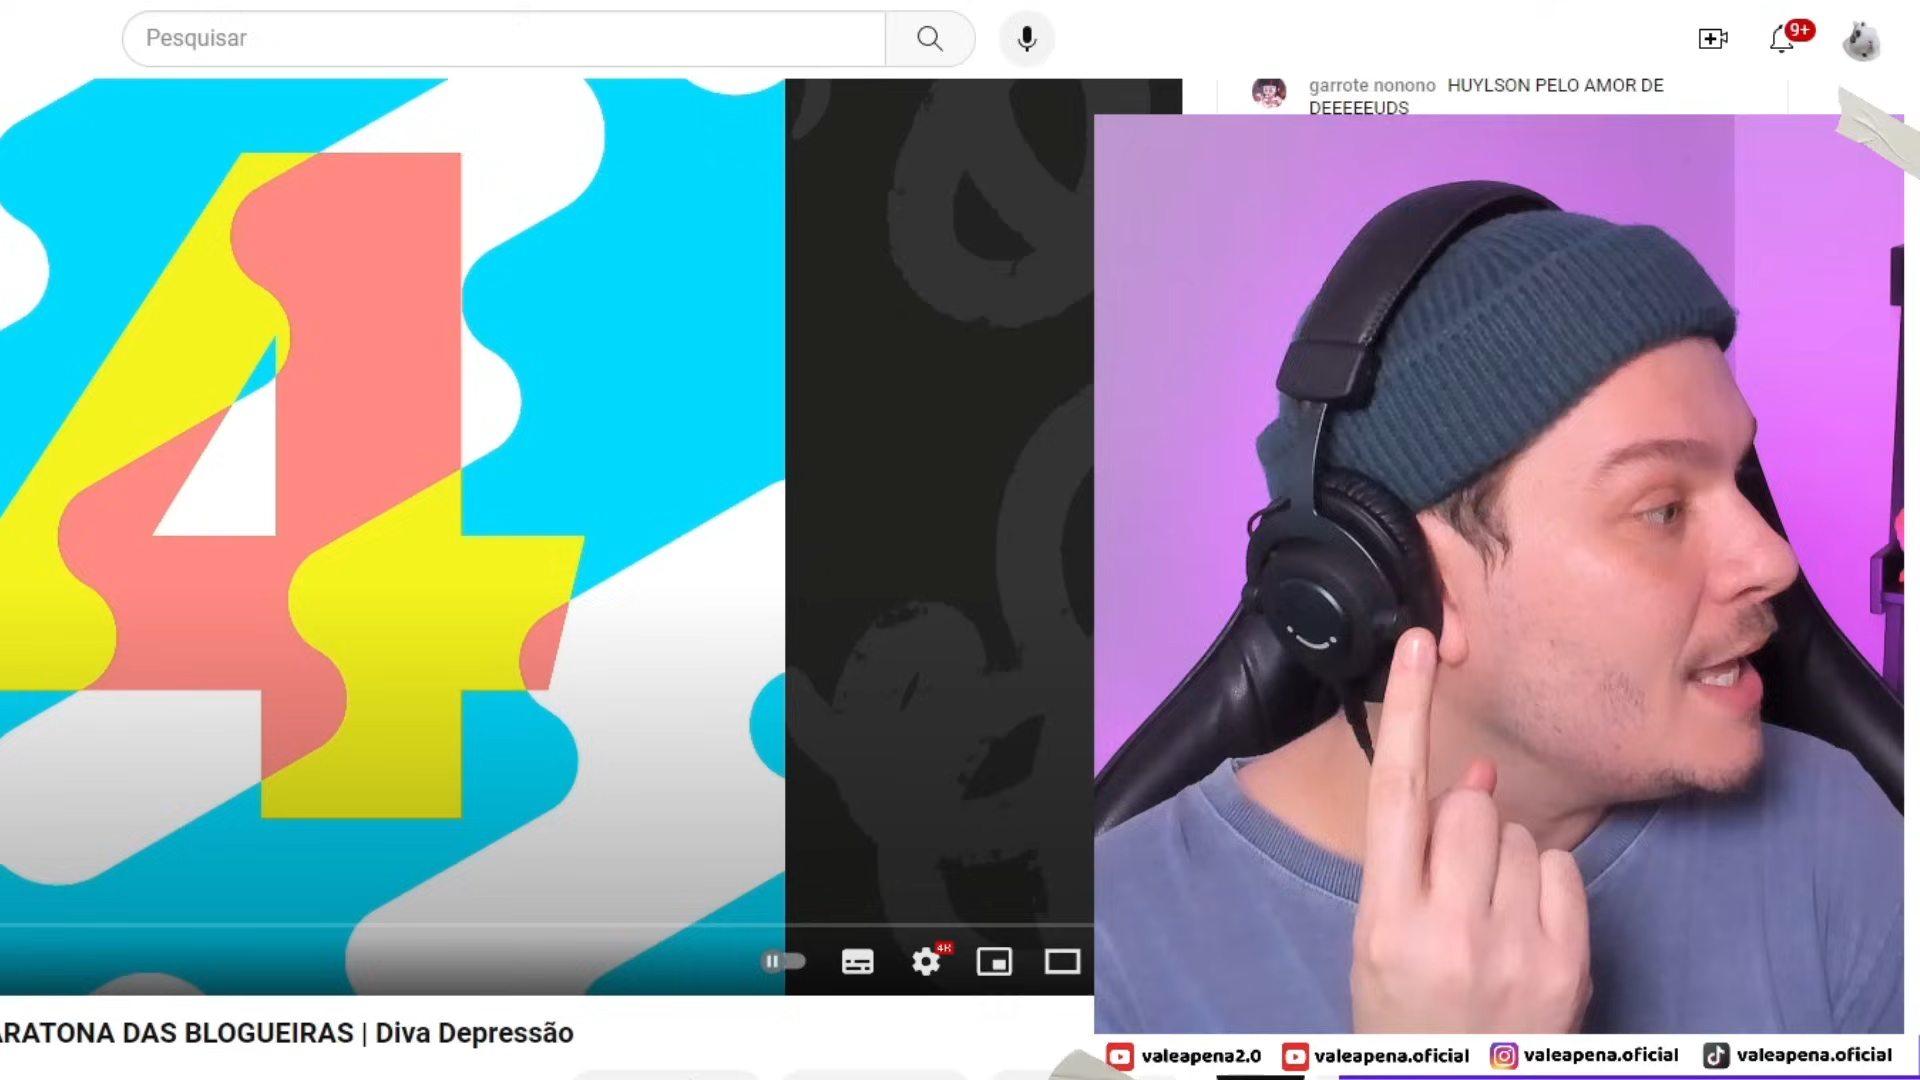 Pesquisar
9+
garrote nonono HUYLSON PELO AMOR DE
DEEEEEUDS
4
4K
ARATONA DAS BLOGUEIRAS | Diva Depressão
valeapena2.0 valeapena.oficial valeapena.oficial valeapena.oficial